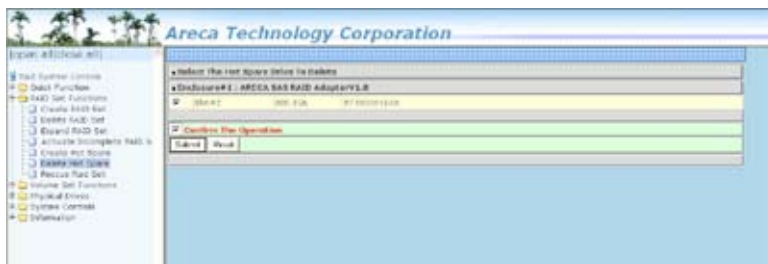 Areca Technology Corporation
(open all|close all)
Raid System Console
Quick Function
RAID Set Functions
Create RAID Set
Delete RAID Set
Expand RAID Set
Activate Incomplete RAID S
Create Hot Spare
Delete Hot Spare
Rescue Raid Set
Volume Set Functions
Physical Drives
System Controls
Information
Select The Hot Spare Drive To Delete
Enclosure#1 : ARECA SAS RAID AdapterV1.0
Confirm The Operation
Submit Reset